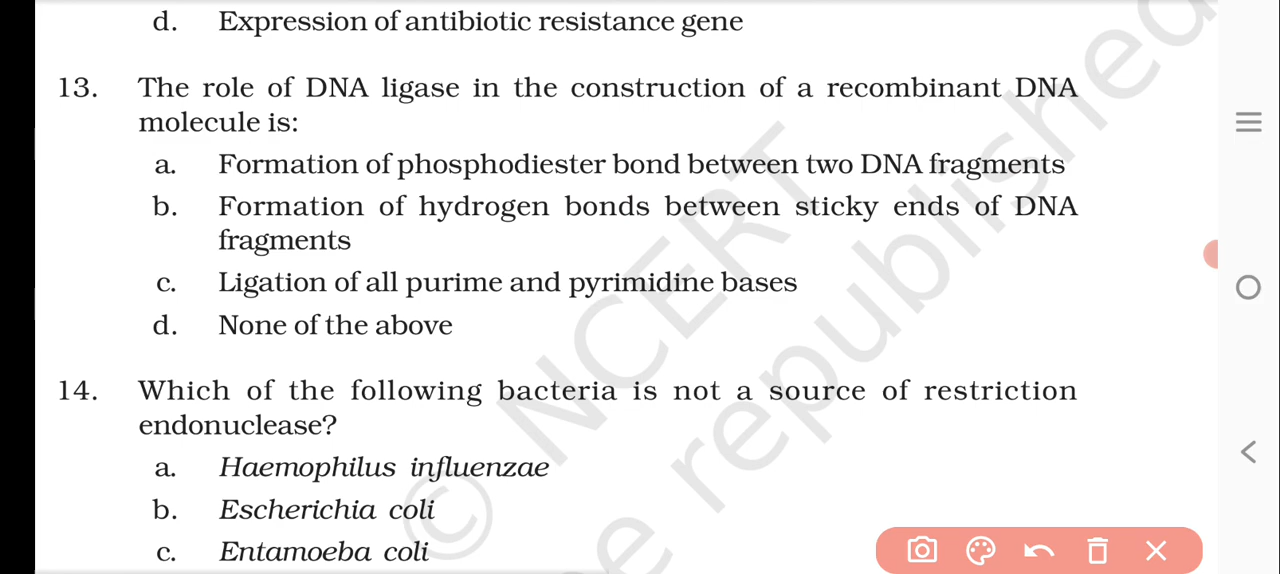 d. Expression of antibiotic resistance gene
13. The role of DNA ligase in the construction of a recombinant DNA
molecule is:
a. Formation of phosphodiester bond between two DNA fragments
b. Formation of hydrogen bonds between sticky ends of DNA
fragments
c. Ligation of all purime and pyrimidine bases
d. None of the above
14. Which of the following bacteria is not a source of restriction
endonuclease?
a. Haemophilus influenzae
b. Escherichia coli
c. Entamoeba coli
© NCERT
e republished